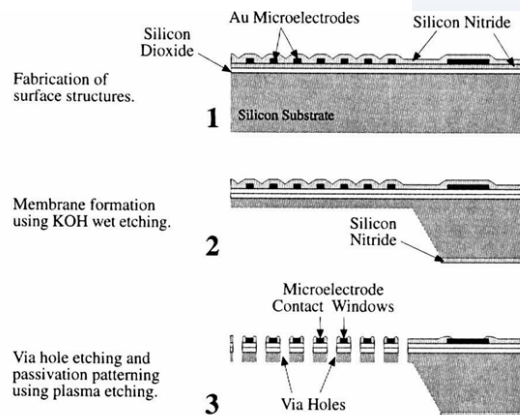 Silicon
Dioxide
Au Microelectrodes
Silicon Nitride
Fabrication of
surface structures.
1
Silicon Substrate
Membrane formation
using KOH wet etching.
2
Silicon
Nitride
Microelectrode
Contact Windows
Via hole etching and
passivation patterning
using plasma etching.
3
Via Holes